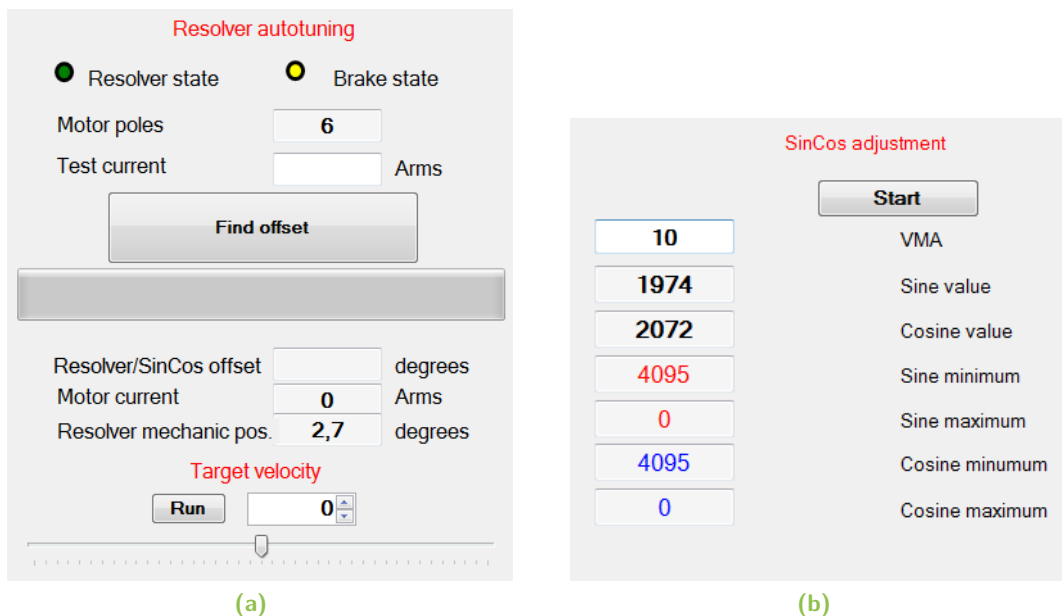 Resolver autotuning
Resolver state Brake state
Motor poles 6
Test current Arms
Find offset
Resolver/SinCos offset degrees
Motor current 0 Arms
Resolver mechanic pos. 2,7 degrees
Target velocity
Run 0
(a)
SinCos adjustment
Start
10 VMA
1974 Sine value
2072 Cosine value
4095 Sine minimum
0 Sine maximum
4095 Cosine minumum
0 Cosine maximum
(b)